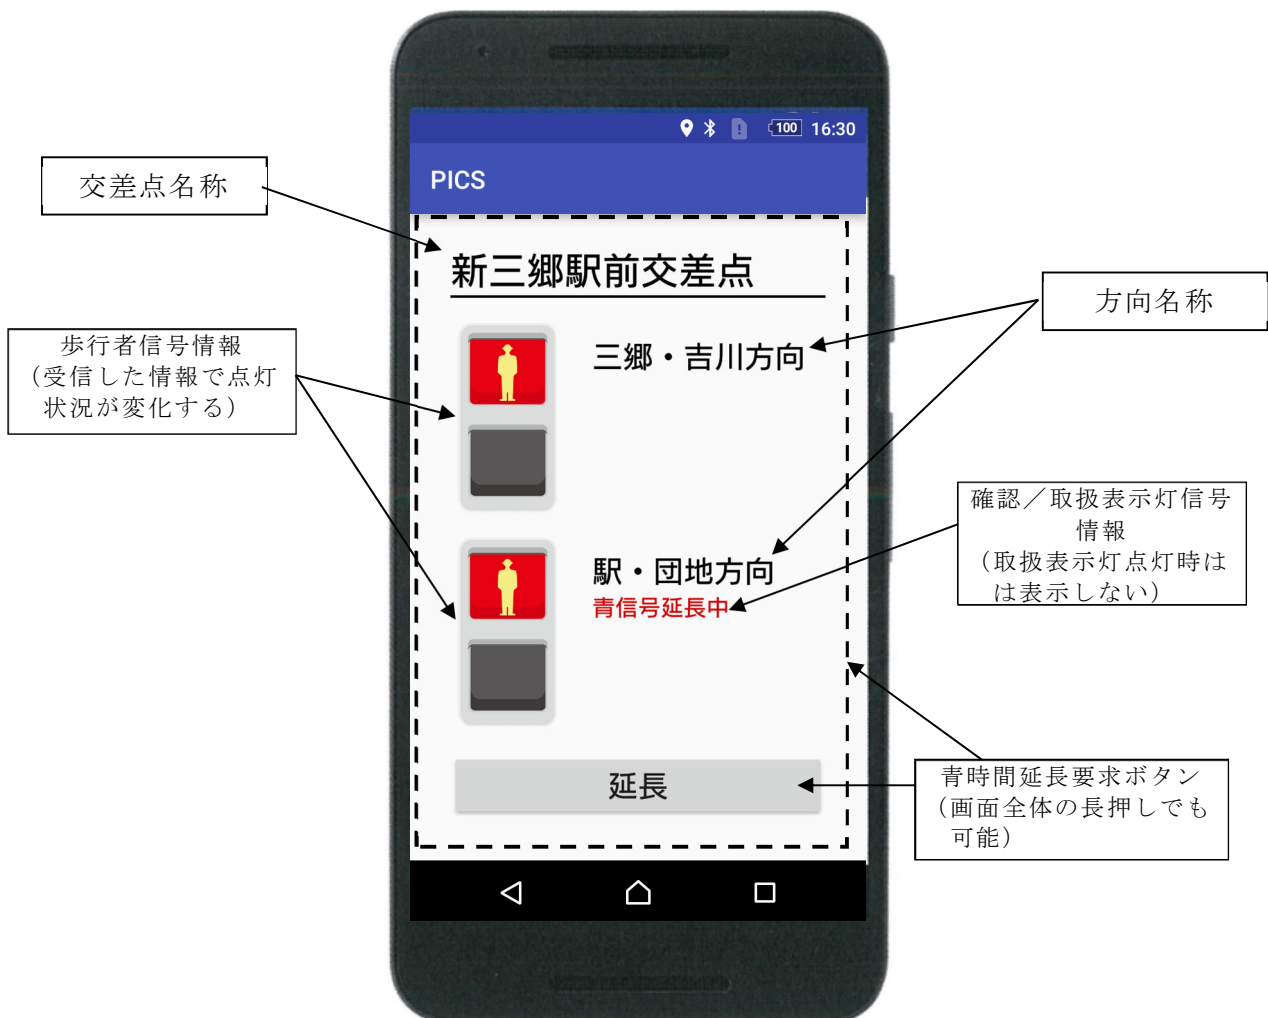 100 16:30
PICS
交差点名称
新三郷駅前交差点
方向名称
三郷・吉川方向
歩行者信号情報
（受信した情報で点灯
状況が変化する）
確認／取扱表示灯信号
情報
（取扱表示灯点灯時は
は表示しない）
駅・団地方向
青信号延長中
延長
青時間延長要求ボタン
（画面全体の長押しでも
可能）